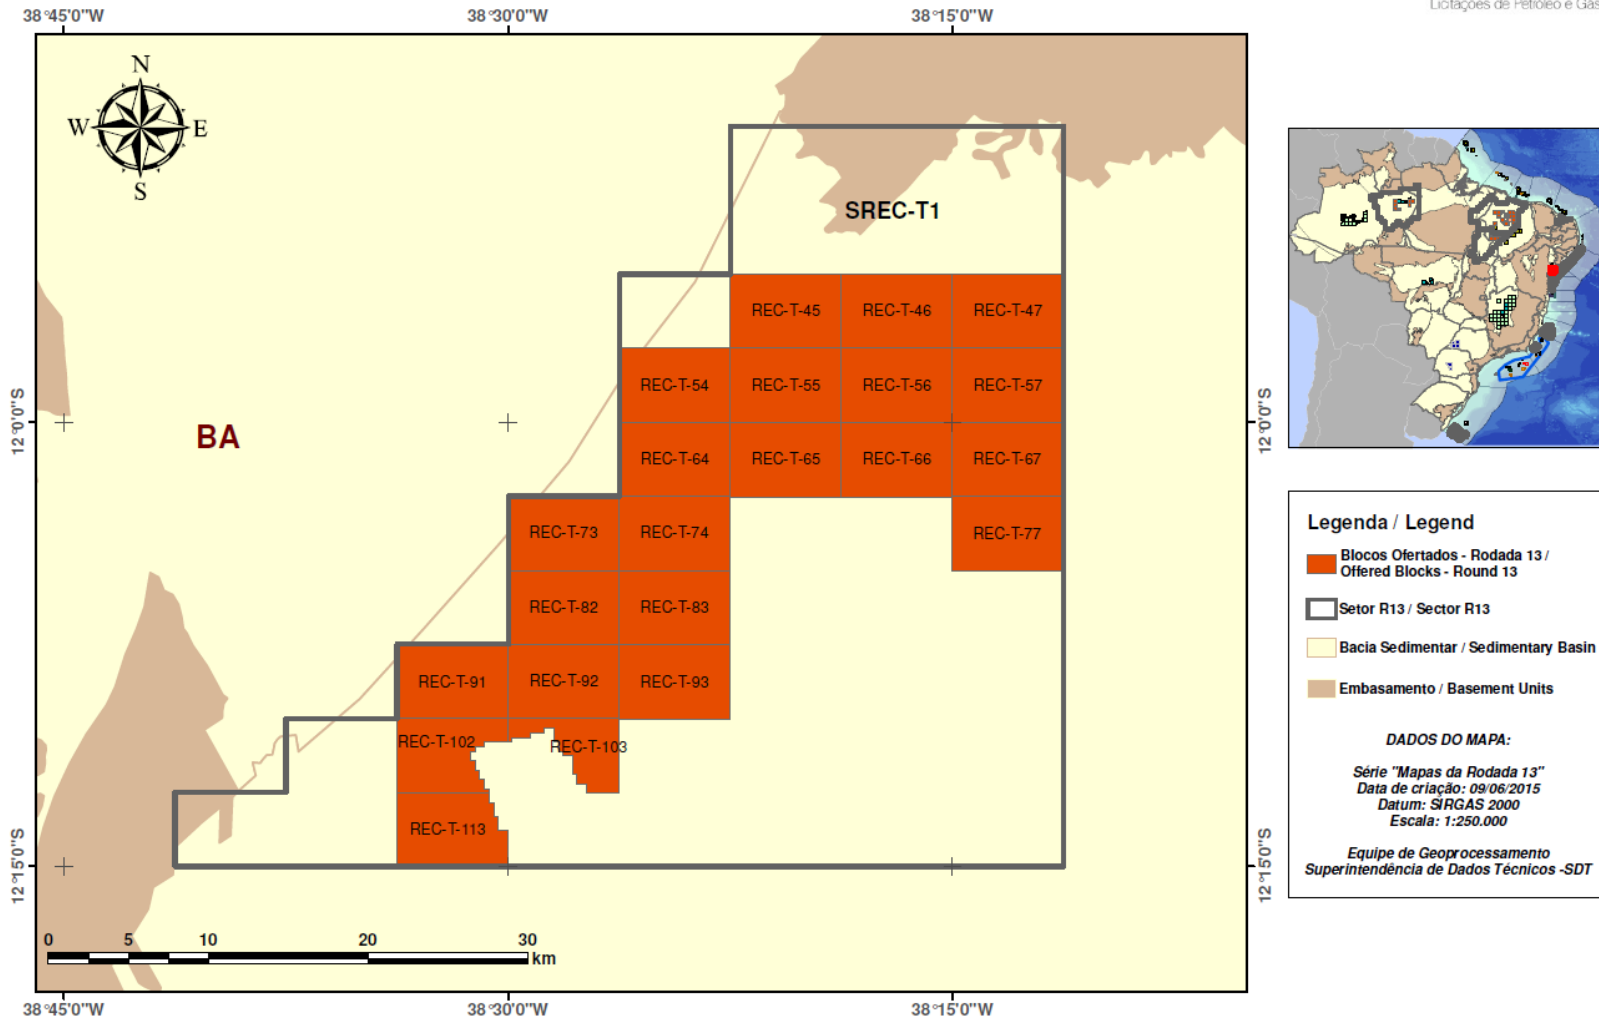 Licitações de Petróleo e Gás
38°45'0"W 38°30'0"W 38°15'0"W
N
W E
S
SREC-T1
REC-T-45 REC-T-46 REC-T-47
REC-T-54 REC-T-55 REC-T-56 REC-T-57
12°0'0"S 12°0'0"S
BA
REC-T-64 REC-T-65 REC-T-66 REC-T-67
REC-T-73 REC-T-74 REC-T-77
REC-T-82 REC-T-83
REC-T-91 REC-T-92 REC-T-93
REC-T-102 REC-T-103
REC-T-113
12°15'0"S 12°15'0"S
0 5 10 20 30
km
38°45'0"W 38°30'0"W 38°15'0"W
Legenda / Legend
Blocos Ofertados - Rodada 13 /
Offered Blocks - Round 13
Setor R13 / Sector R13
Bacia Sedimentar / Sedimentary Basin
Embasamento / Basement Units
DADOS DO MAPA:
Série "Mapas da Rodada 13"
Data de criação: 09/06/2015
Datum: SIRGAS 2000
Escala: 1:250.000
Equipe de Geoprocessamento
Superintendência de Dados Técnicos -SDT